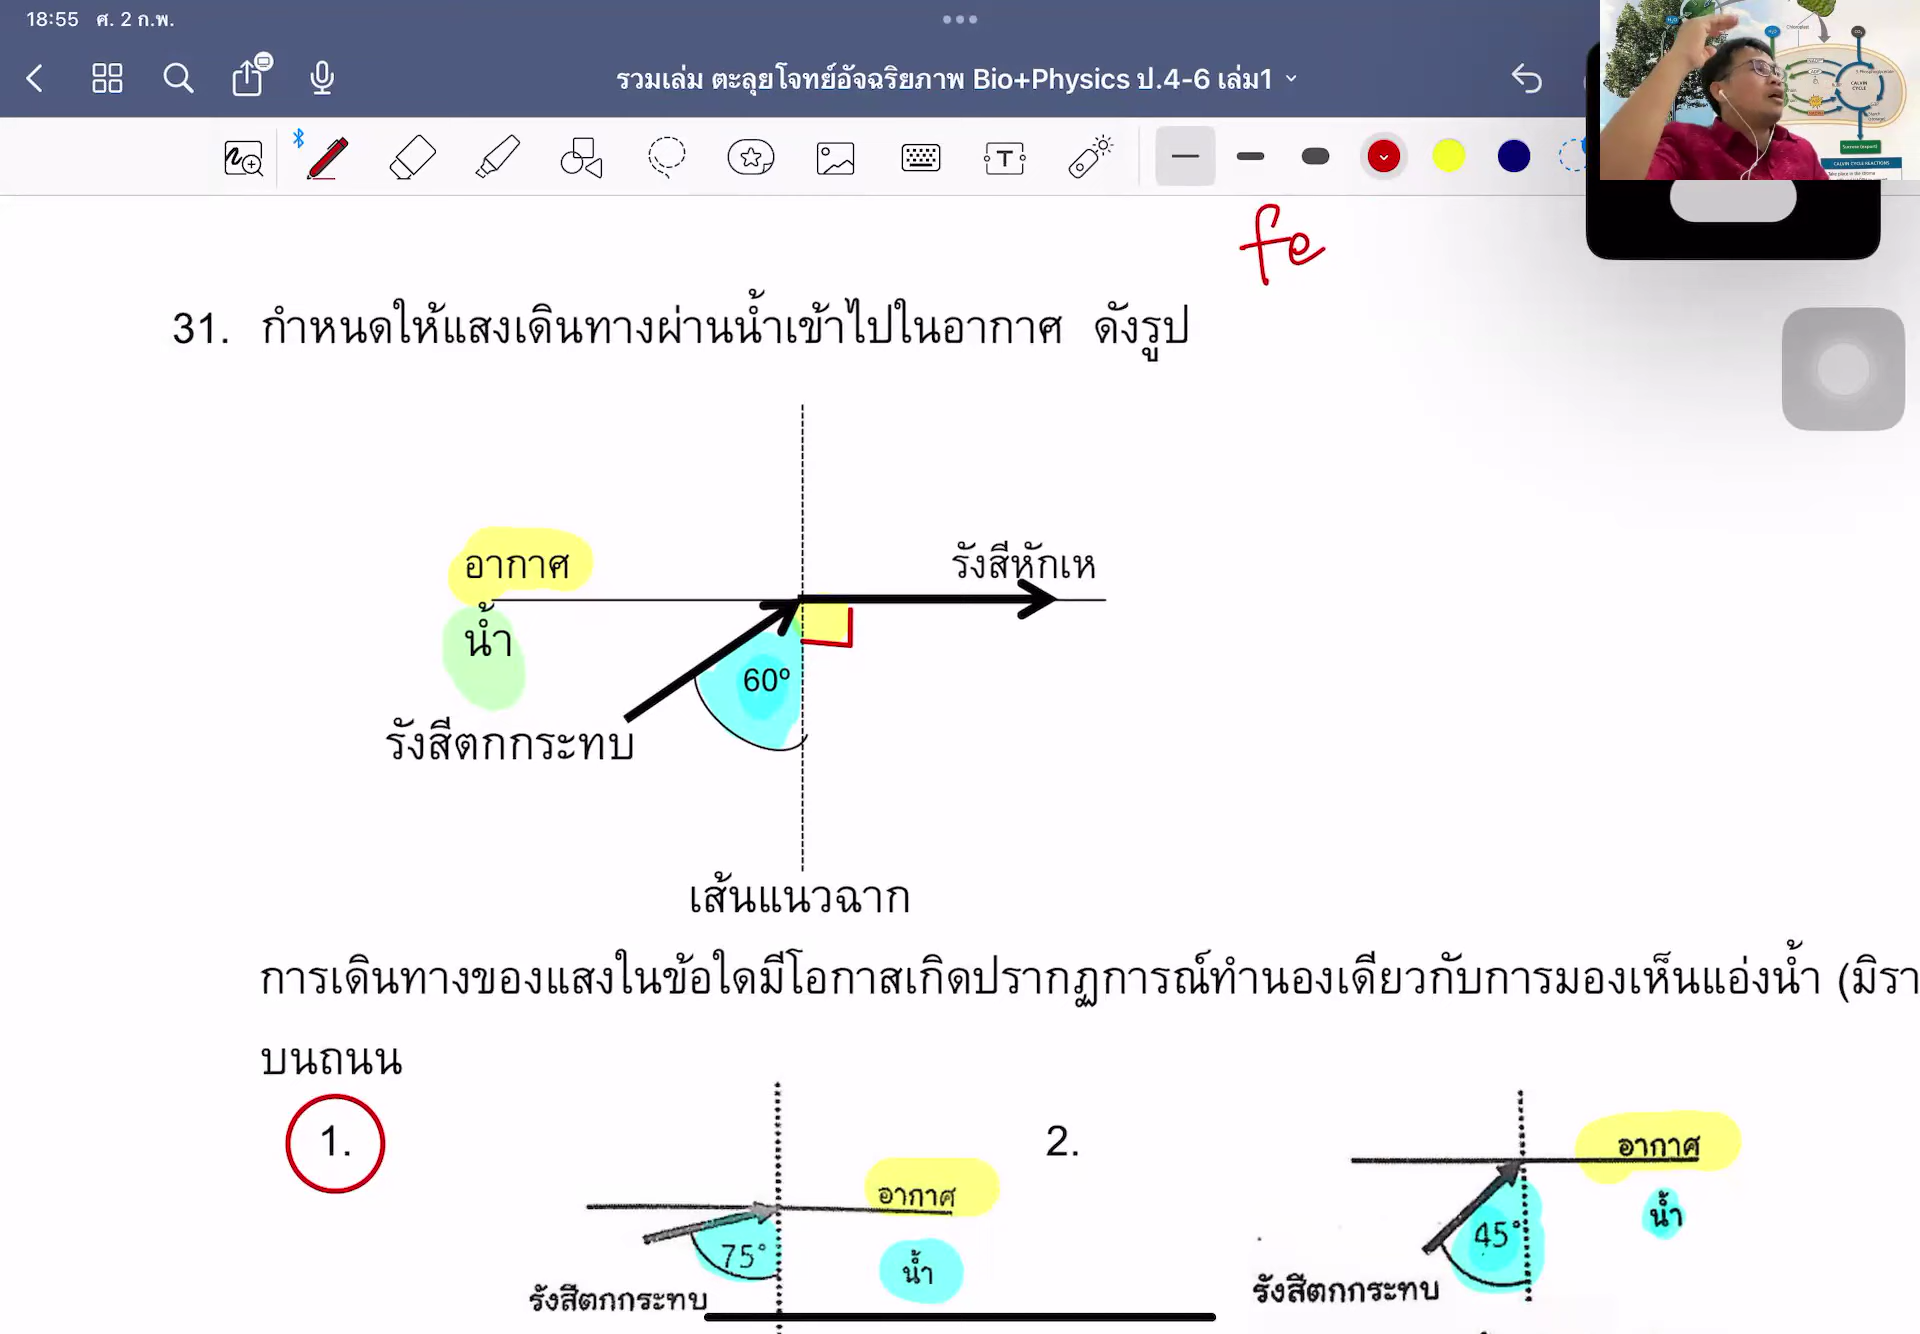 18:55 ศ. 2 ก.พ.
รวมเล่ม ตะลุยโจทย์อัจฉริยภาพ Bio+Physics ป.4-6 เล่ม1
T
fe
31. กำหนดให้แสงเดินทางผ่านน้ำเข้าไปในอากาศ ดังรูป
อากาศ
รังสีหักเห
น้ำ
60º
รังสีตกกระทบ
เส้นแนวฉาก
การเดินทางของแสงในข้อใดมีโอกาสเกิดปรากฏการณ์ทำนองเดียวกับการมองเห็นแอ่งน้ำ (มิรา
บนถนน
1.
อากาศ
75°
น้ำ
รังสีตกกระทบ
2.
อากาศ
45°
น้ำ
รังสีตกกระทบ
CALVIN CYCLE
CALVIN CYCLE REACTIONS